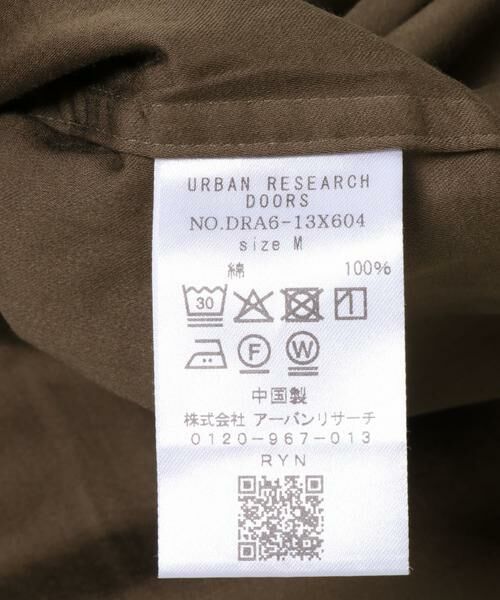 URBAN RESEARCH
DOORS
NO.DRA6-13X604
size M
綿 100%
30
F W
中国製
株式会社 アーバンリサーチ
0120-967-013
RYN